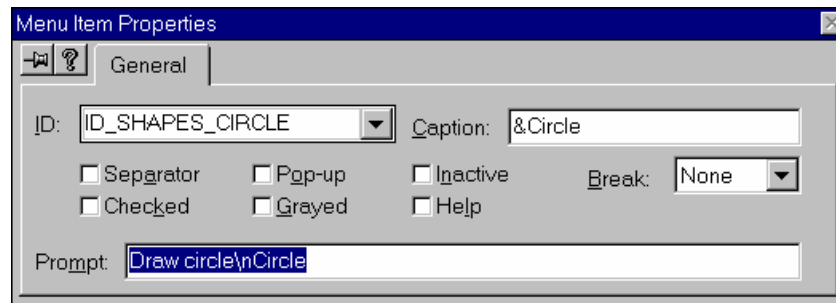 Menu Item Properties
? General
ID: ID_SHAPES_CIRCLE Caption: &Circle
Separator Pop-up Inactive Break: None
Checked Grayed Help
Prompt: Draw circle\nCircle